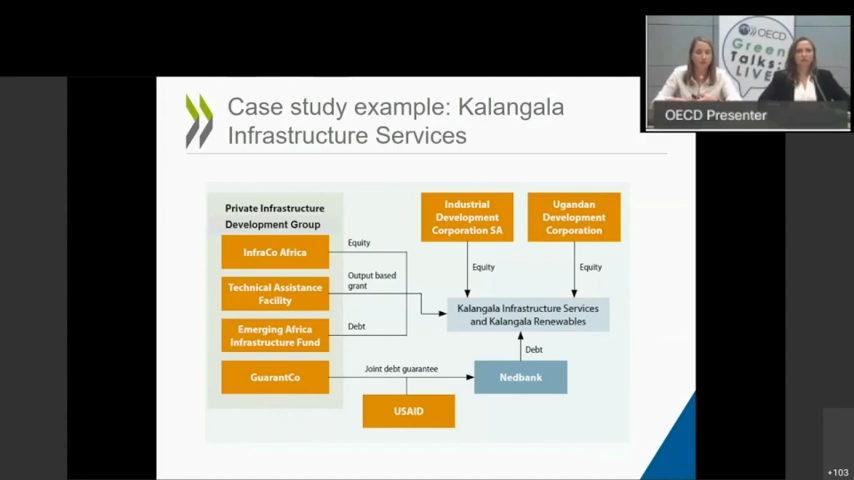 OECD
Green
Talks:
LIVE
OECD Presenter
Case study example: Kalangala
Infrastructure Services
Private Infrastructure
Development Group
InfraCo Africa
Technical Assistance
Facility
Emerging Africa
Infrastructure Fund
GuarantCo
Equity
Output based
grant
Debt
Joint debt guarantee
USAID
Industrial
Development
Corporation SA
Ugandan
Development
Corporation
Equity
Equity
Kalangala Infrastructure Services
and Kalangala Renewables
Debt
Nedbank
+103